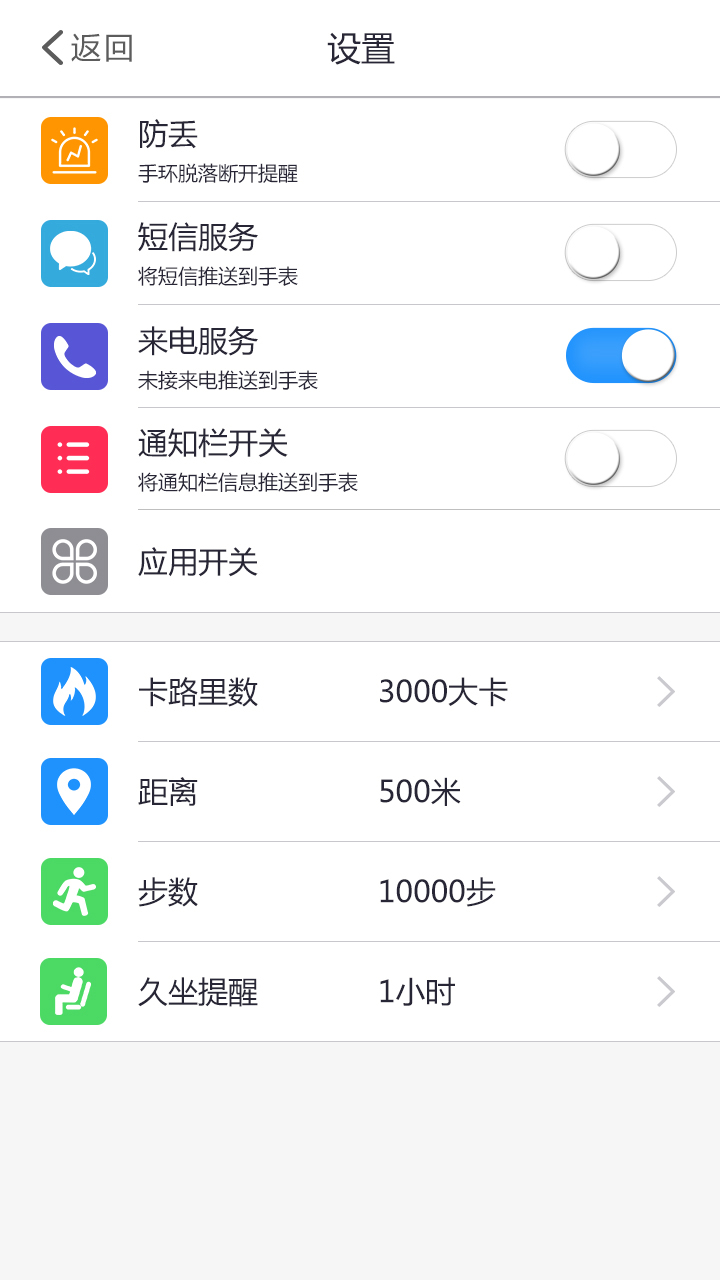 返回
设置
防丢
手环脱落断开提醒
短信服务
将短信推送到手表
来电服务
未接来电推送到手表
通知栏开关
将通知栏信息推送到手表
应用开关
卡路里数 3000大卡
距离 500米
步数 10000步
久坐提醒 1小时